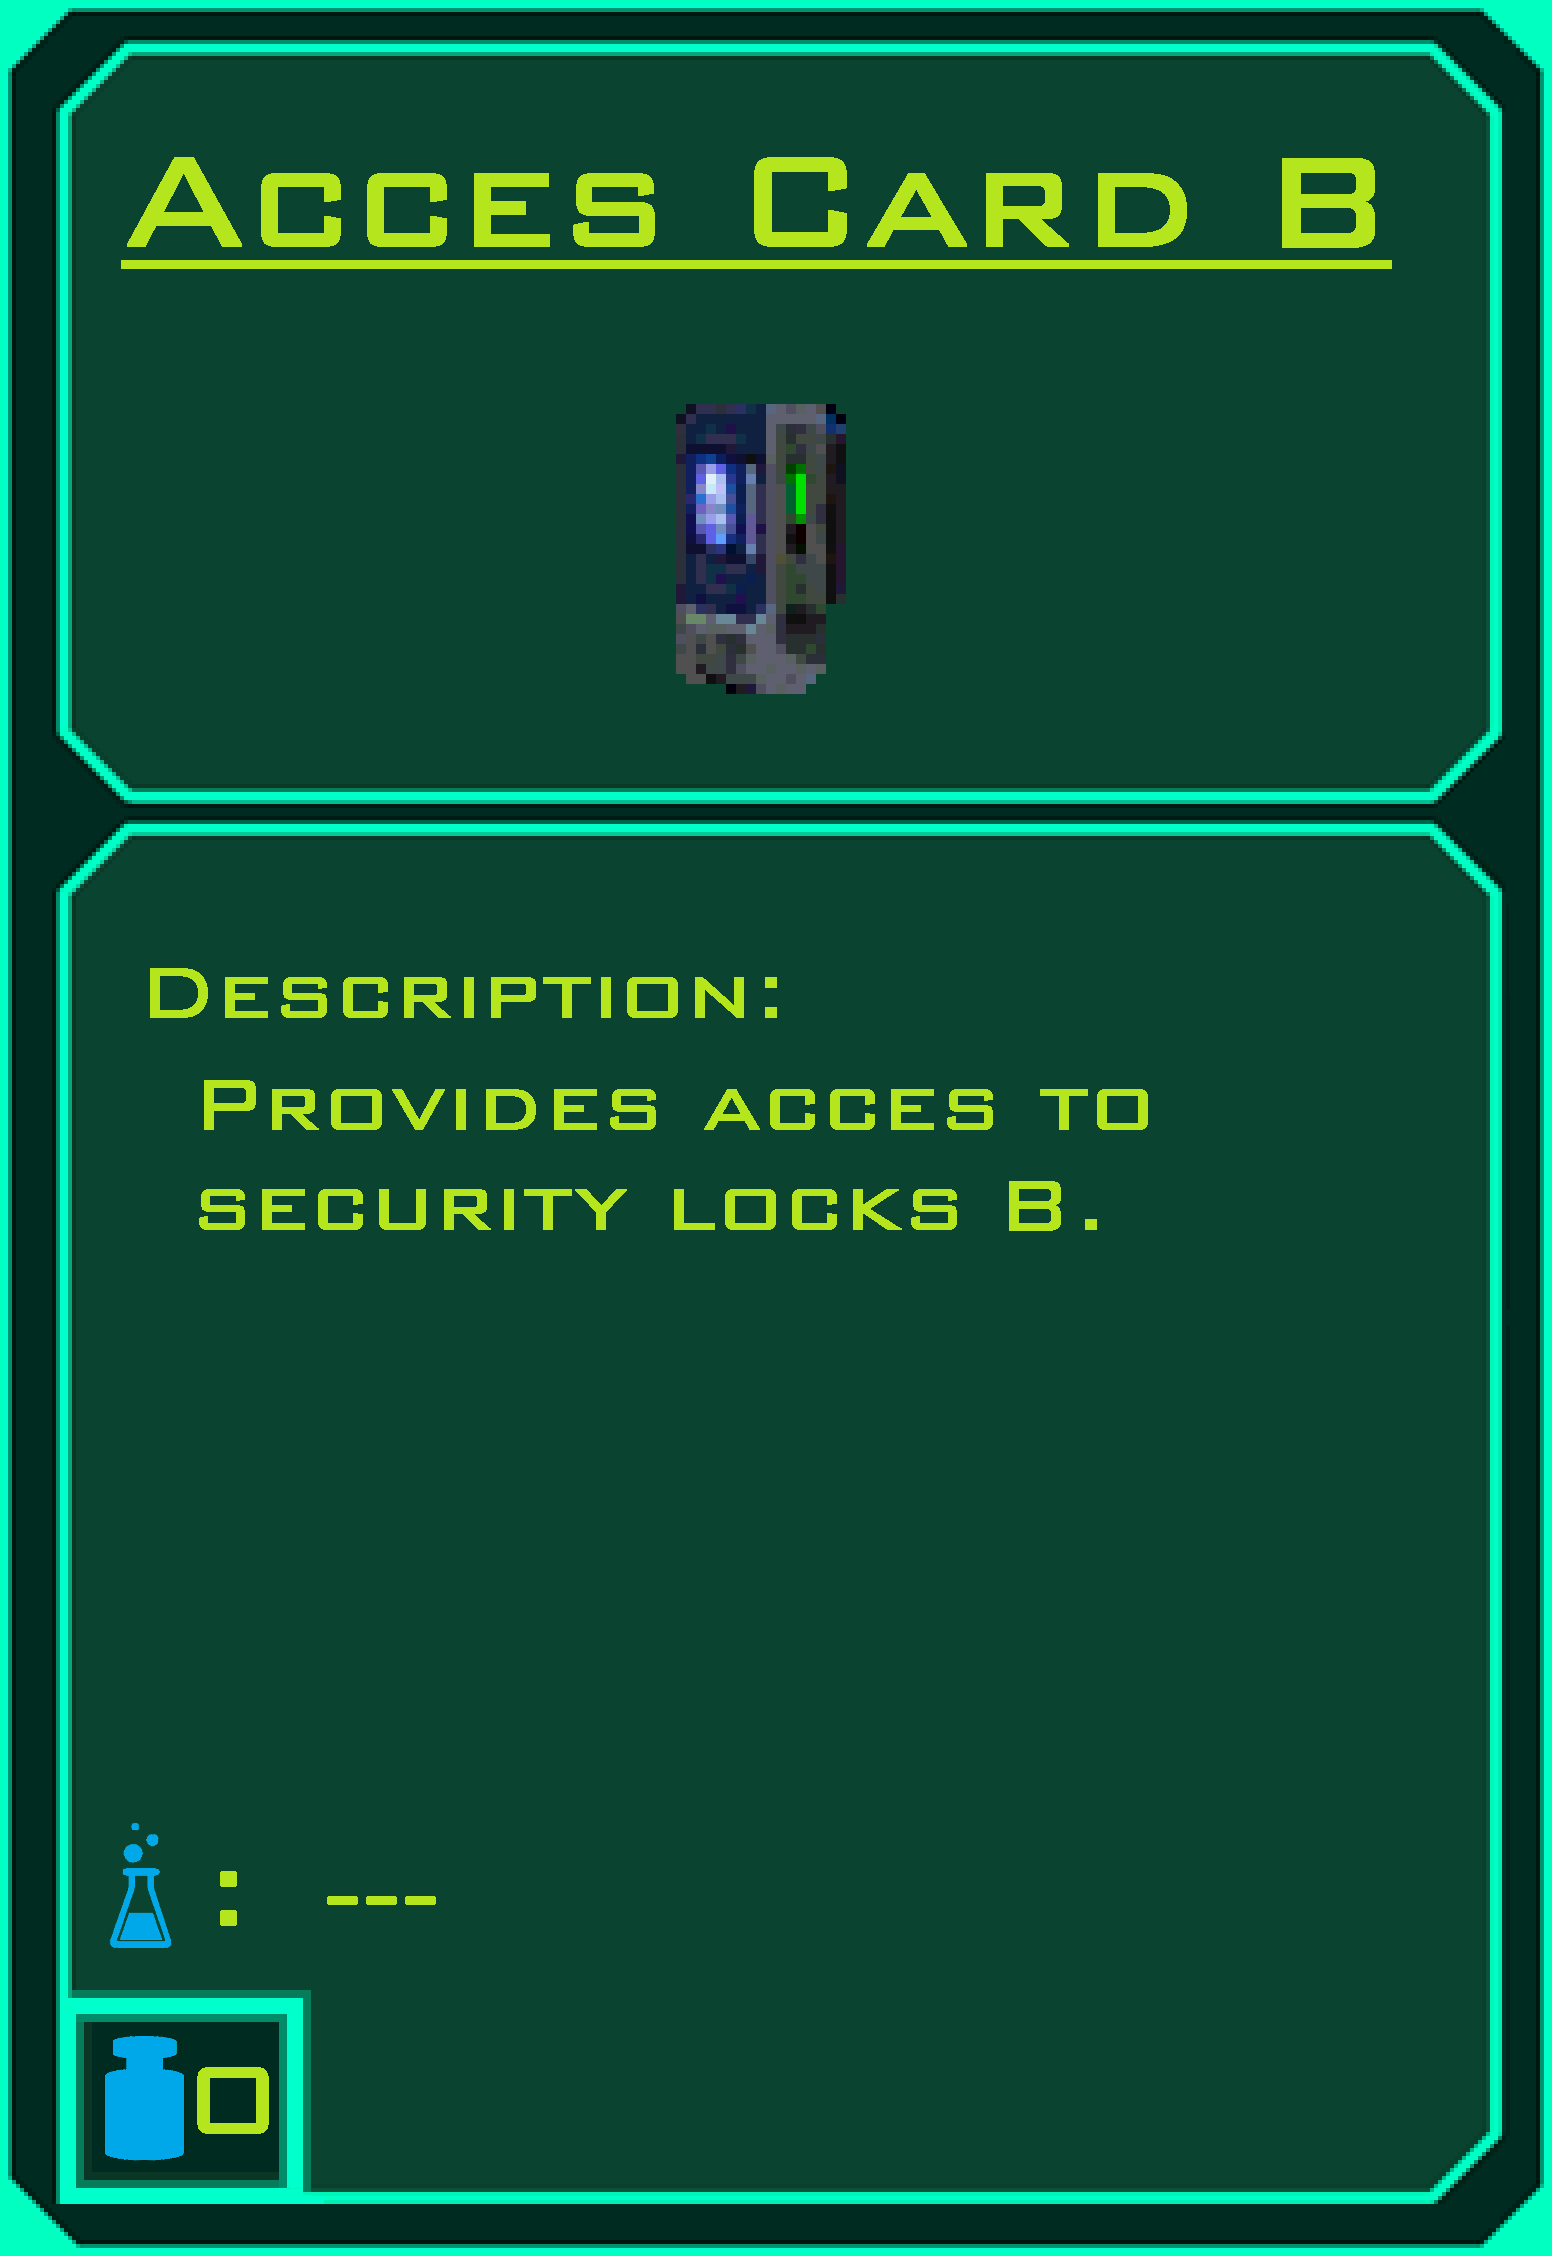 Acces Card B
Description:
Provides acces to
security locks B.
: ---
0